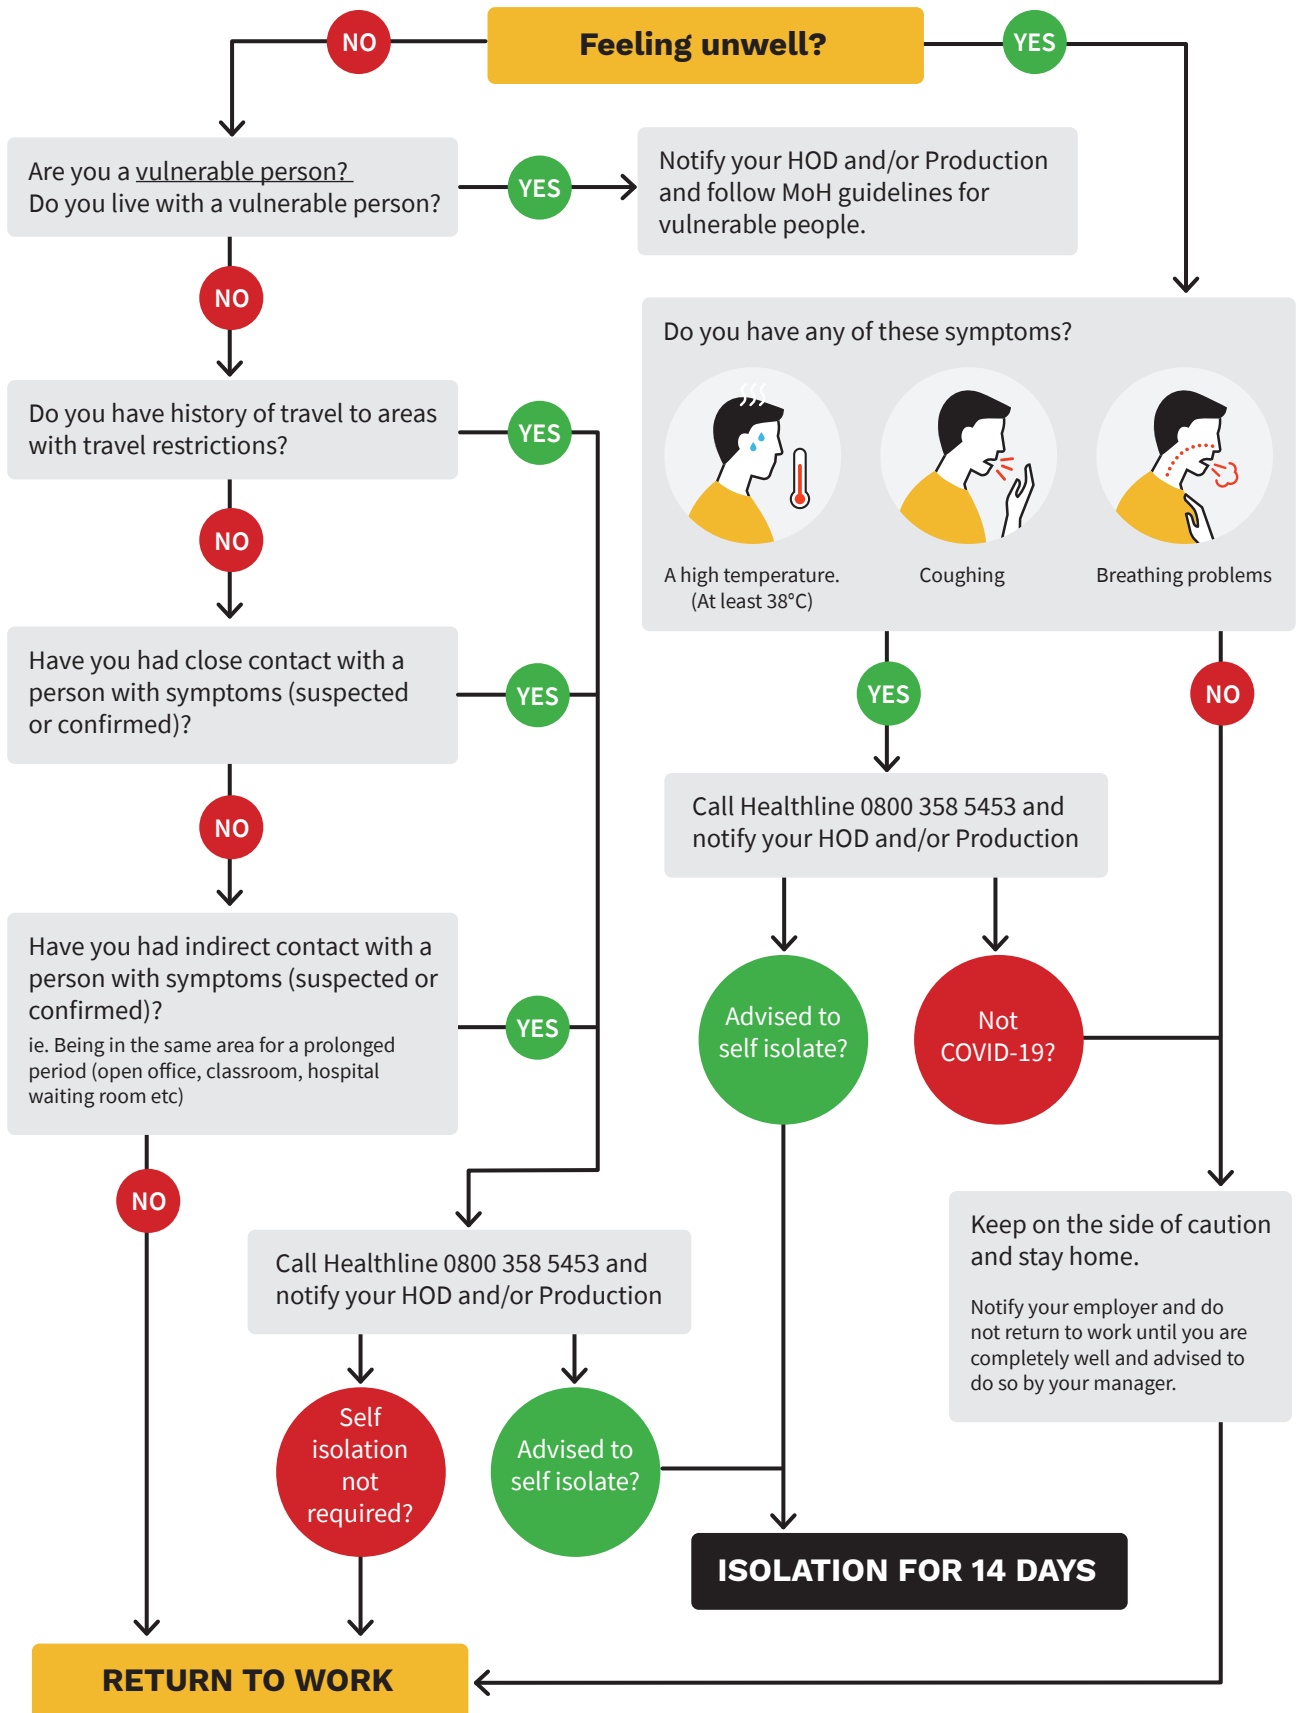 Feeling unwell?
NO
YES
Are you a vulnerable person?
Do you live with a vulnerable person?
YES
Notify your HOD and/or Production
and follow MoH guidelines for
vulnerable people.
NO
Do you have any of these symptoms?
A high temperature.
(At least 38°C)
Coughing
Breathing problems
Do you have history of travel to areas
with travel restrictions?
YES
NO
Have you had close contact with a
person with symptoms (suspected
or confirmed)?
YES
YES
NO
Call Healthline 0800 358 5453 and
notify your HOD and/or Production
NO
Have you had indirect contact with a
person with symptoms (suspected or
confirmed)?
ie. Being in the same area for a prolonged
period (open office, classroom, hospital
waiting room etc)
YES
Advised to
self isolate?
Not
COVID-19?
NO
Keep on the side of caution
and stay home.
Notify your employer and do
not return to work until you are
completely well and advised to
do so by your manager.
Call Healthline 0800 358 5453 and
notify your HOD and/or Production
Self
isolation
not
required?
Advised to
self isolate?
ISOLATION FOR 14 DAYS
RETURN TO WORK